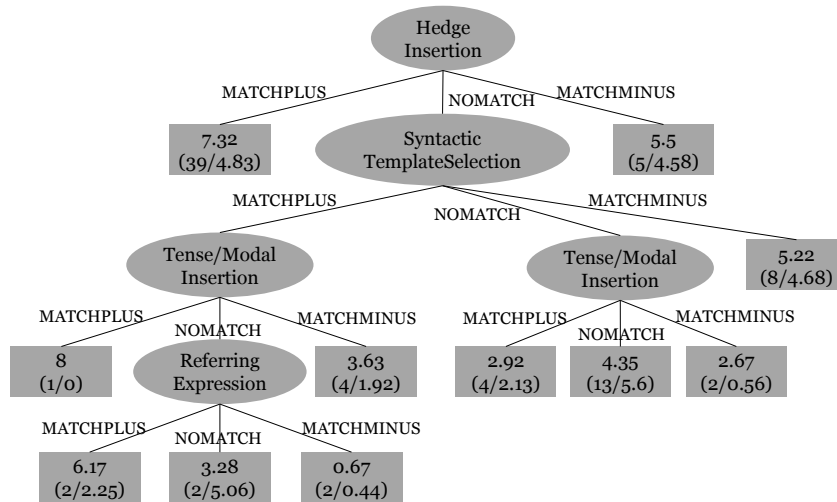 Hedge
Insertion
MATCHPLUS
NOMATCH
MATCHMINUS
7.32
(39/4.83)
Syntactic
TemplateSelection
5.5
(5/4.58)
MATCHPLUS
NOMATCH
MATCHMINUS
Tense/Modal
Insertion
Tense/Modal
Insertion
5.22
(8/4.68)
MATCHPLUS
NOMATCH
MATCHMINUS
MATCHPLUS
NOMATCH
MATCHMINUS
8
(1/0)
Referring
Expression
3.63
(4/1.92)
2.92
(4/2.13)
4.35
(13/5.6)
2.67
(2/0.56)
MATCHPLUS
NOMATCH
MATCHMINUS
6.17
(2/2.25)
3.28
(2/5.06)
0.67
(2/0.44)